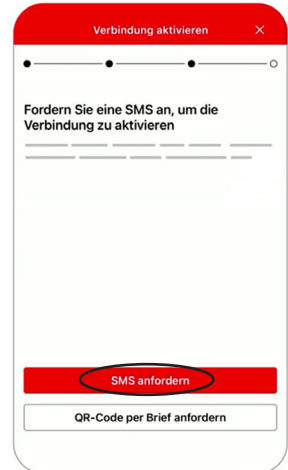 Verbindung aktivieren
Fordern Sie eine SMS an, um die
Verbindung zu aktivieren
SMS anfordern
QR-Code per Brief anfordern